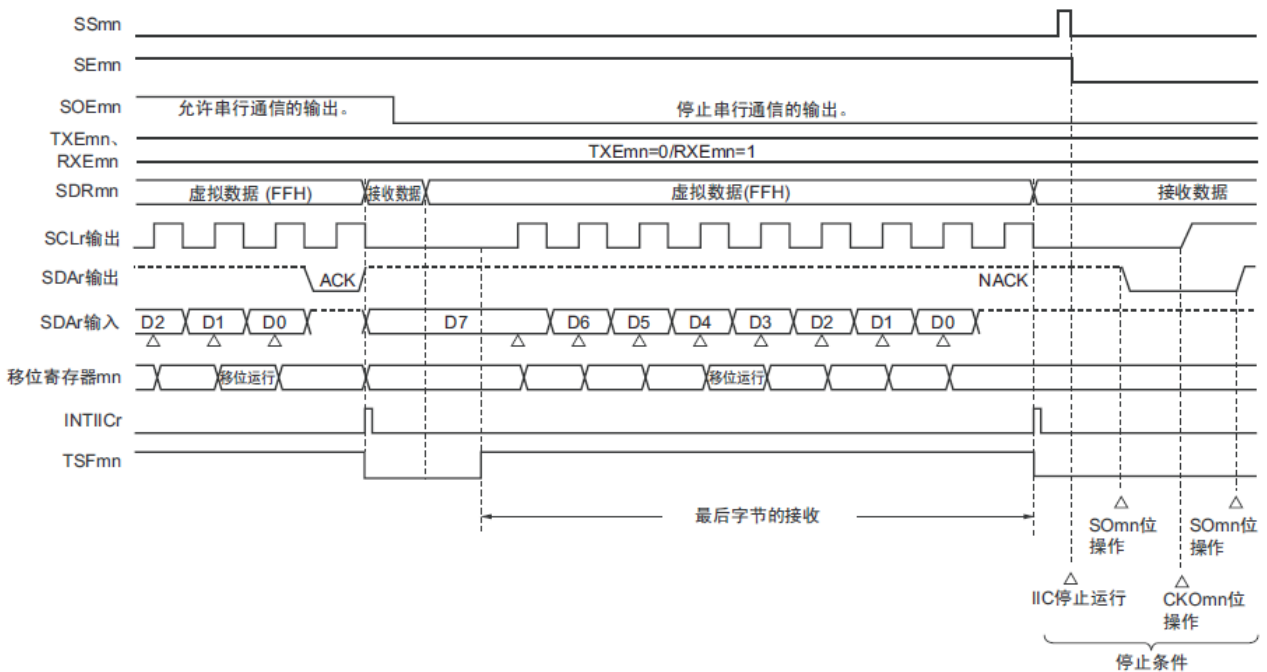 SSmn
SEmn
SOEmn 允许串行通信的输出。 停止串行通信的输出。
TXEmn、
RXEmn
TXEmn=0/RXEmn=1
SDRmn 虚拟数据 (FFH) 接收数据 虚拟数据(FFH) 接收数据
SCLr输出
SDAr输出 ACK NACK
SDAr输入 D2 D1 D0 D7 D6 D5 D4 D3 D2 D1 D0
移位寄存器mn 移位运行 移位运行
INTIICr
TSFmn
最后字节的接收
SOmn位
操作
SOmn位
操作
IIC停止运行
CKOmn位
操作
停止条件